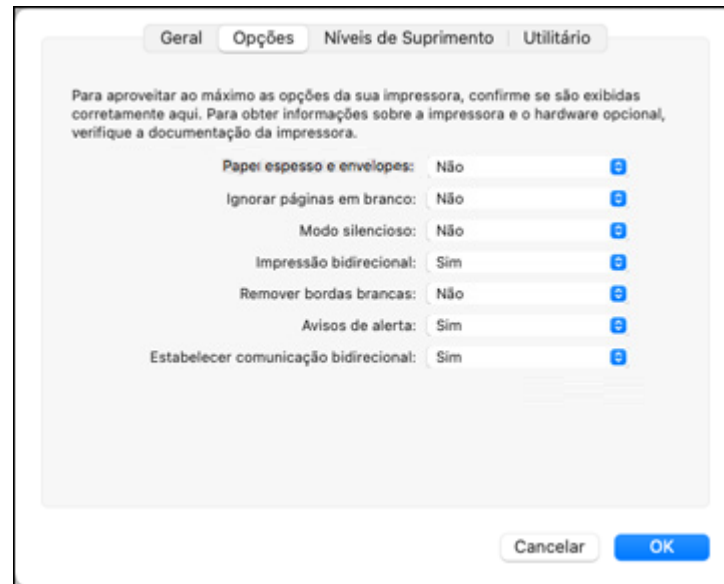 Geral Opções Níveis de Suprimento Utilitário
Para aproveitar ao máximo as opções da sua impressora, confirme se são exibidas
corretamente aqui. Para obter informações sobre a impressora e o hardware opcional,
verifique a documentação da impressora.
Papel espesso e envelopes: Não
Ignorar páginas em branco: Não
Modo silencioso: Não
Impressão bidirecional: Sim
Remover bordas brancas: Não
Avisos de alerta: Sim
Estabelecer comunicação bidirecional: Sim
Cancelar OK